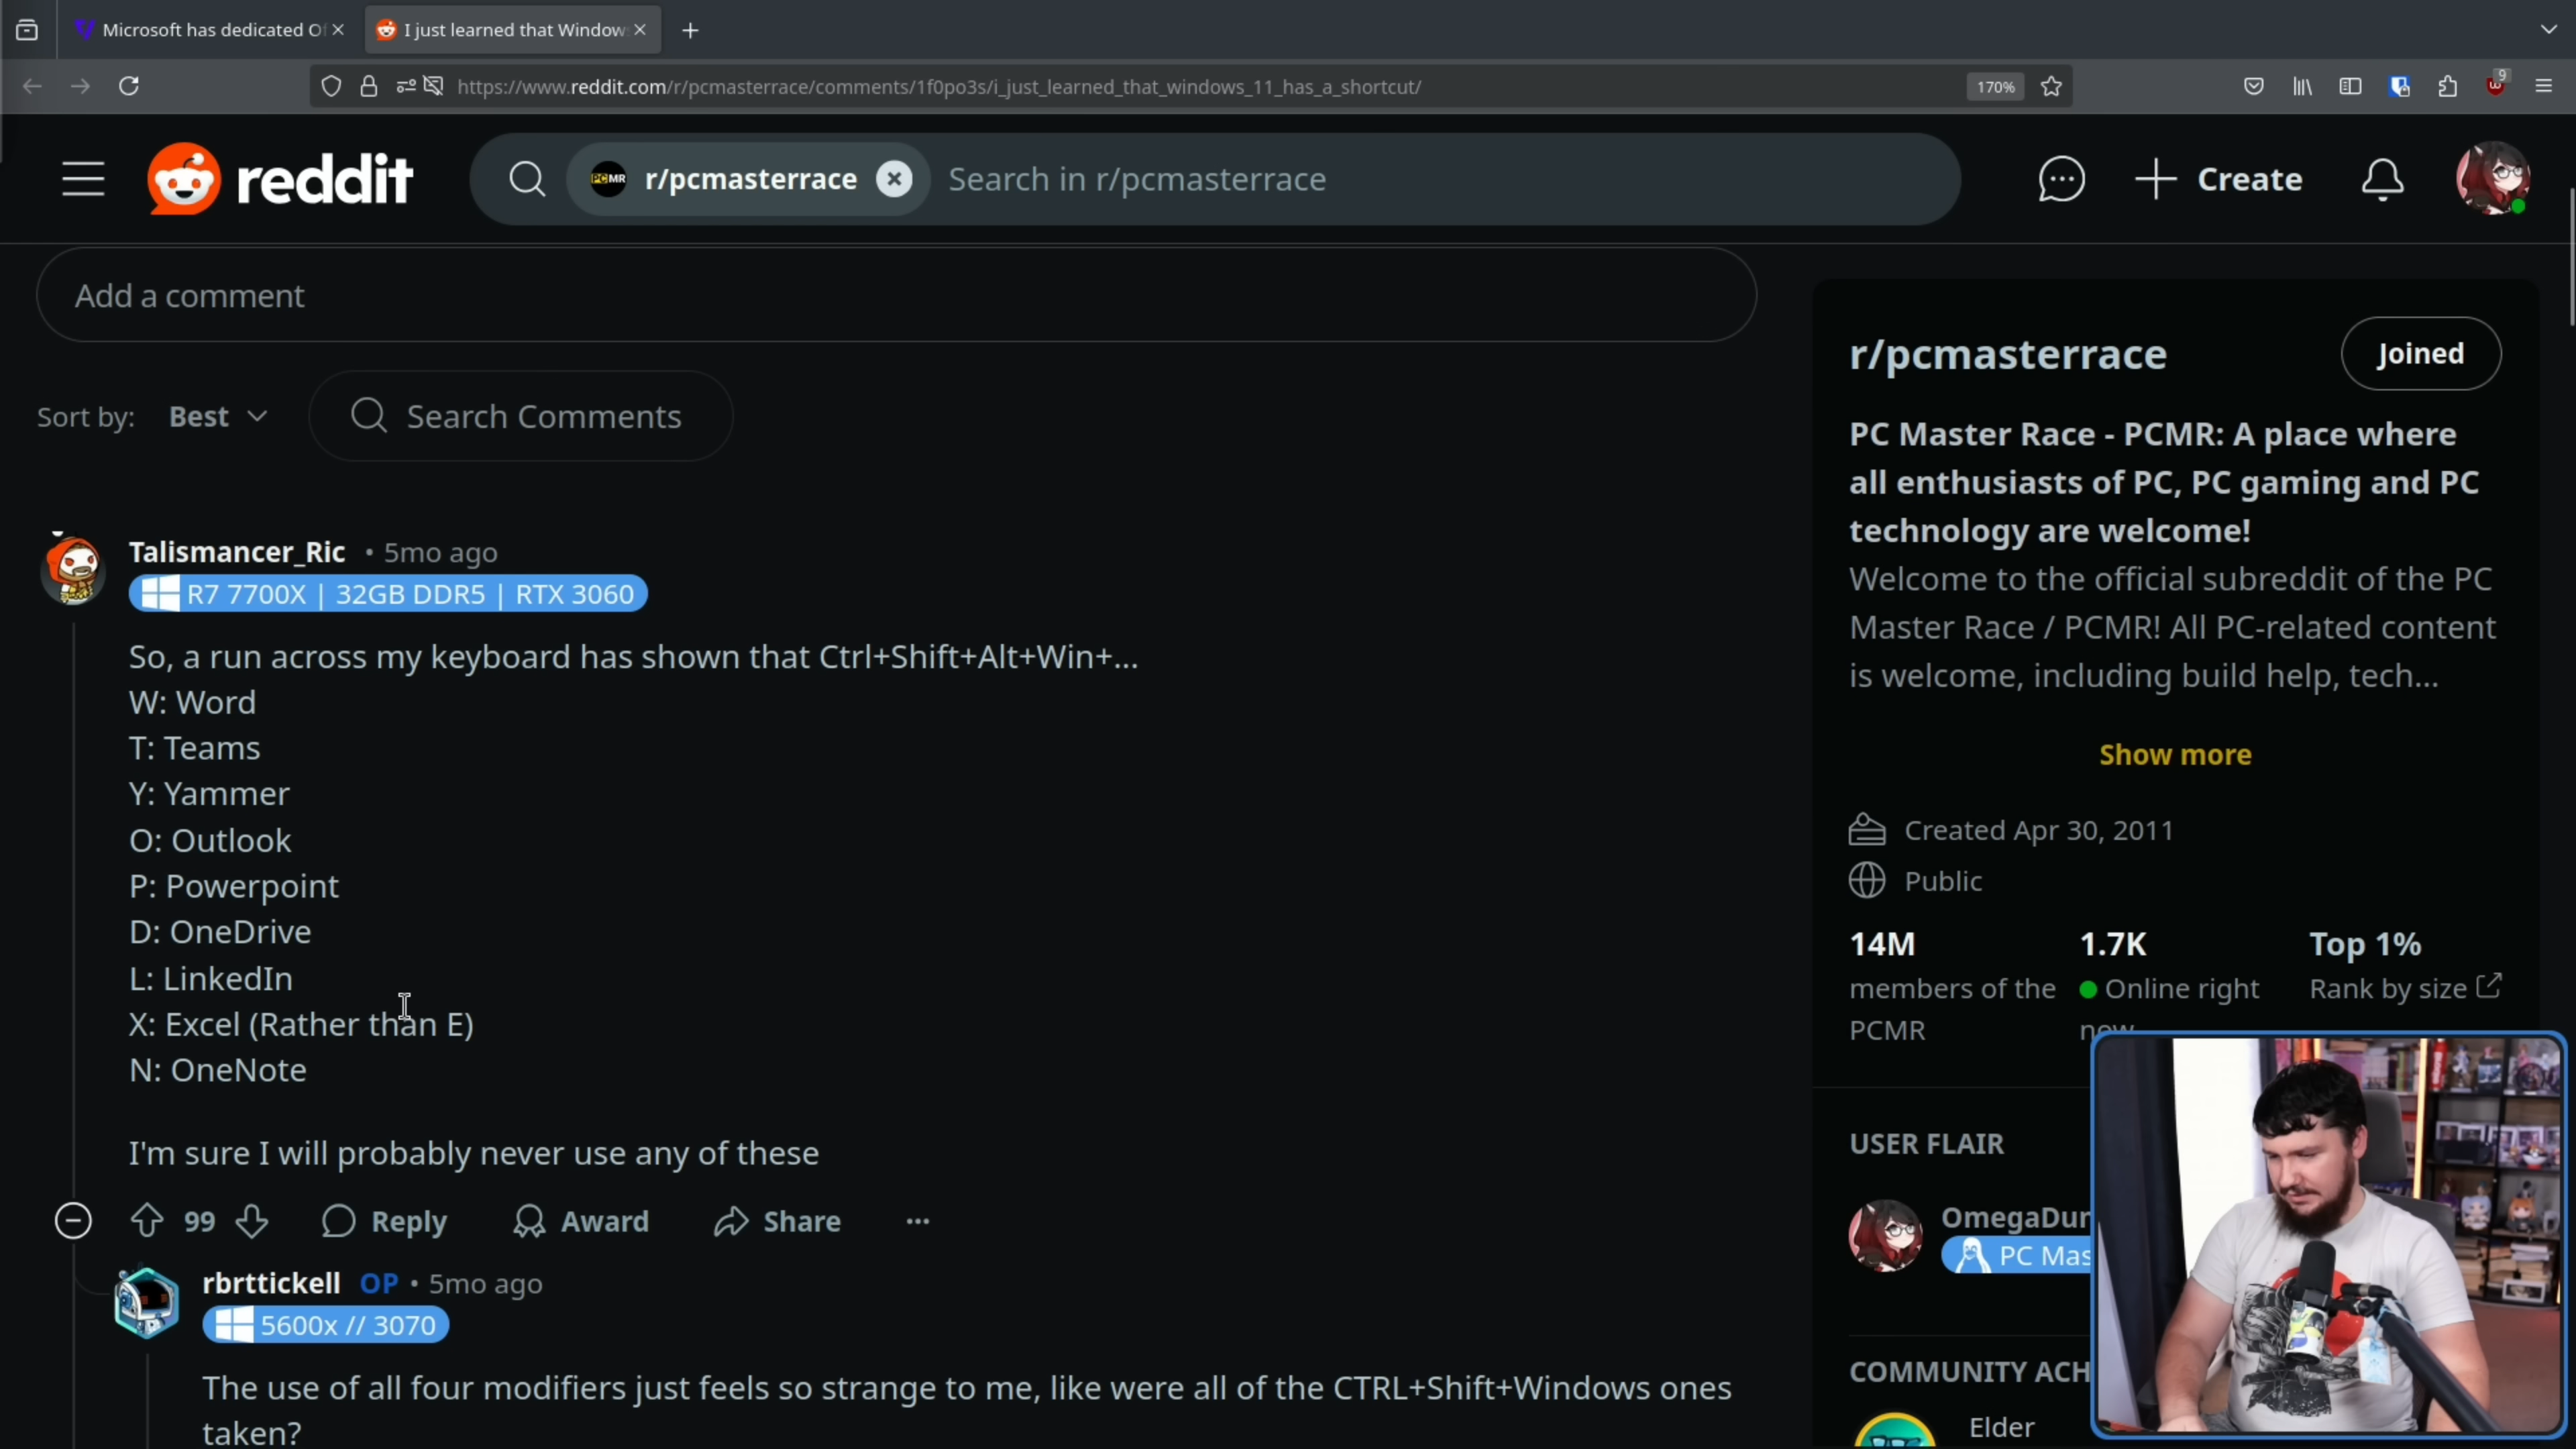 Microsoft has dedicated Of
I just learned that Window
https://www.reddit.com/r/pcmasterrace/comments/1f0po3s/i_just_learned_that_windows_11_has_a_shortcut/
170%
9
reddit
PCMR
r/pcmasterrace
Search in r/pcmasterrace
Create
Add a comment
Sort by: Best
Search Comments
Talismancer_Ric • 5mo ago
R7 7700X | 32GB DDR5 | RTX 3060
So, a run across my keyboard has shown that Ctrl+Shift+Alt+Win+...
W: Word
T: Teams
Y: Yammer
O: Outlook
P: Powerpoint
D: OneDrive
L: LinkedIn
X: Excel (Rather than E)
N: OneNote
I'm sure I will probably never use any of these
99
Reply
Award
Share
rbrttickell OP • 5mo ago
5600x // 3070
The use of all four modifiers just feels so strange to me, like were all of the CTRL+Shift+Windows ones
taken?
r/pcmasterrace
Joined
PC Master Race - PCMR: A place where
all enthusiasts of PC, PC gaming and PC
technology are welcome!
Welcome to the official subreddit of the PC
Master Race / PCMR! All PC-related content
is welcome, including build help, tech...
Show more
Created Apr 30, 2011
Public
14M
members of the
PCMR
1.7K
Online right
now
Top 1%
Rank by size
USER FLAIR
OmegaDur
PC Mas
COMMUNITY ACH
Elder